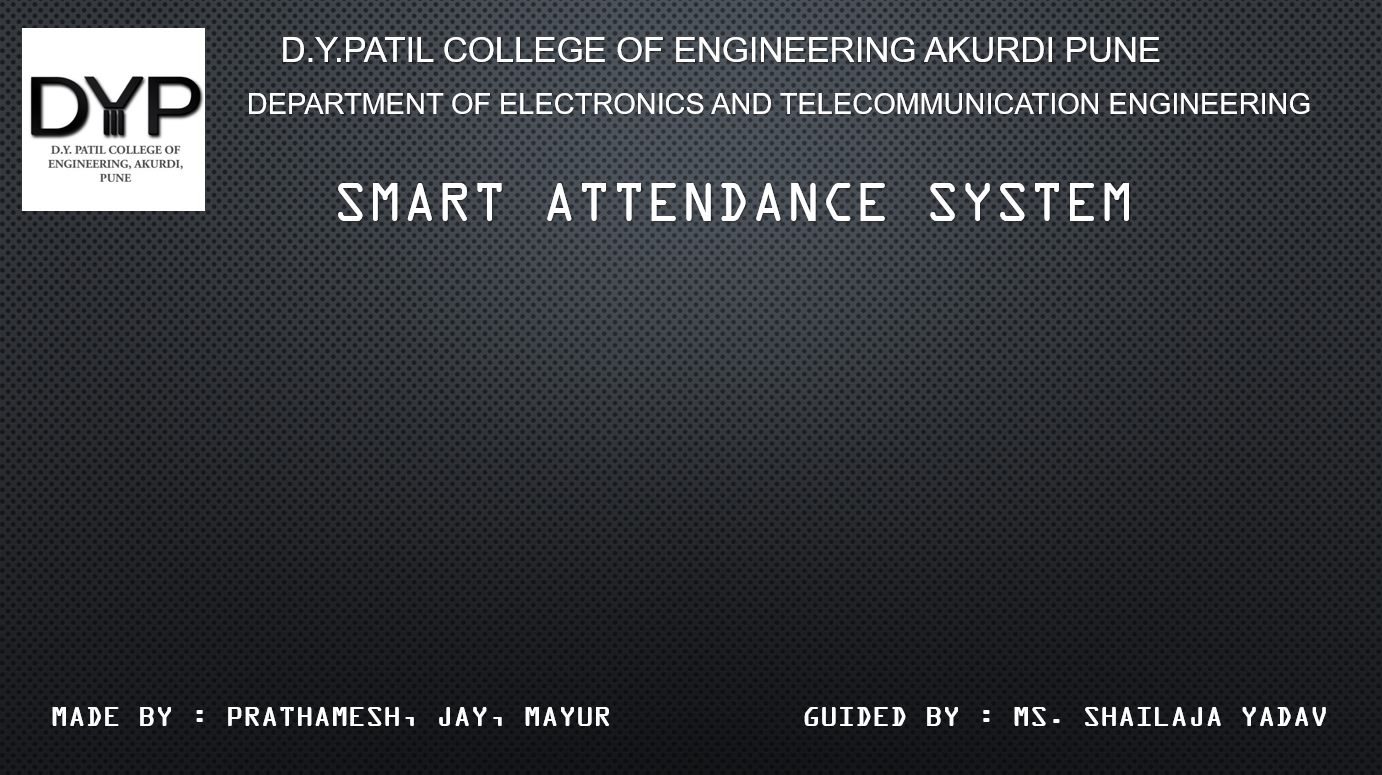 D.Y.PATIL COLLEGE OF ENGINEERING AKURDI PUNE
DEPARTMENT OF ELECTRONICS AND TELECOMMUNICATION ENGINEERING
DYP
D.Y. PATIL COLLEGE OF
ENGINEERING, AKURDI,
PUNE
SMART ATTENDANCE SYSTEM
MADE BY : PRATHAMESH, JAY, MAYUR
GUIDED BY : MS. SHAILAJA YADAV